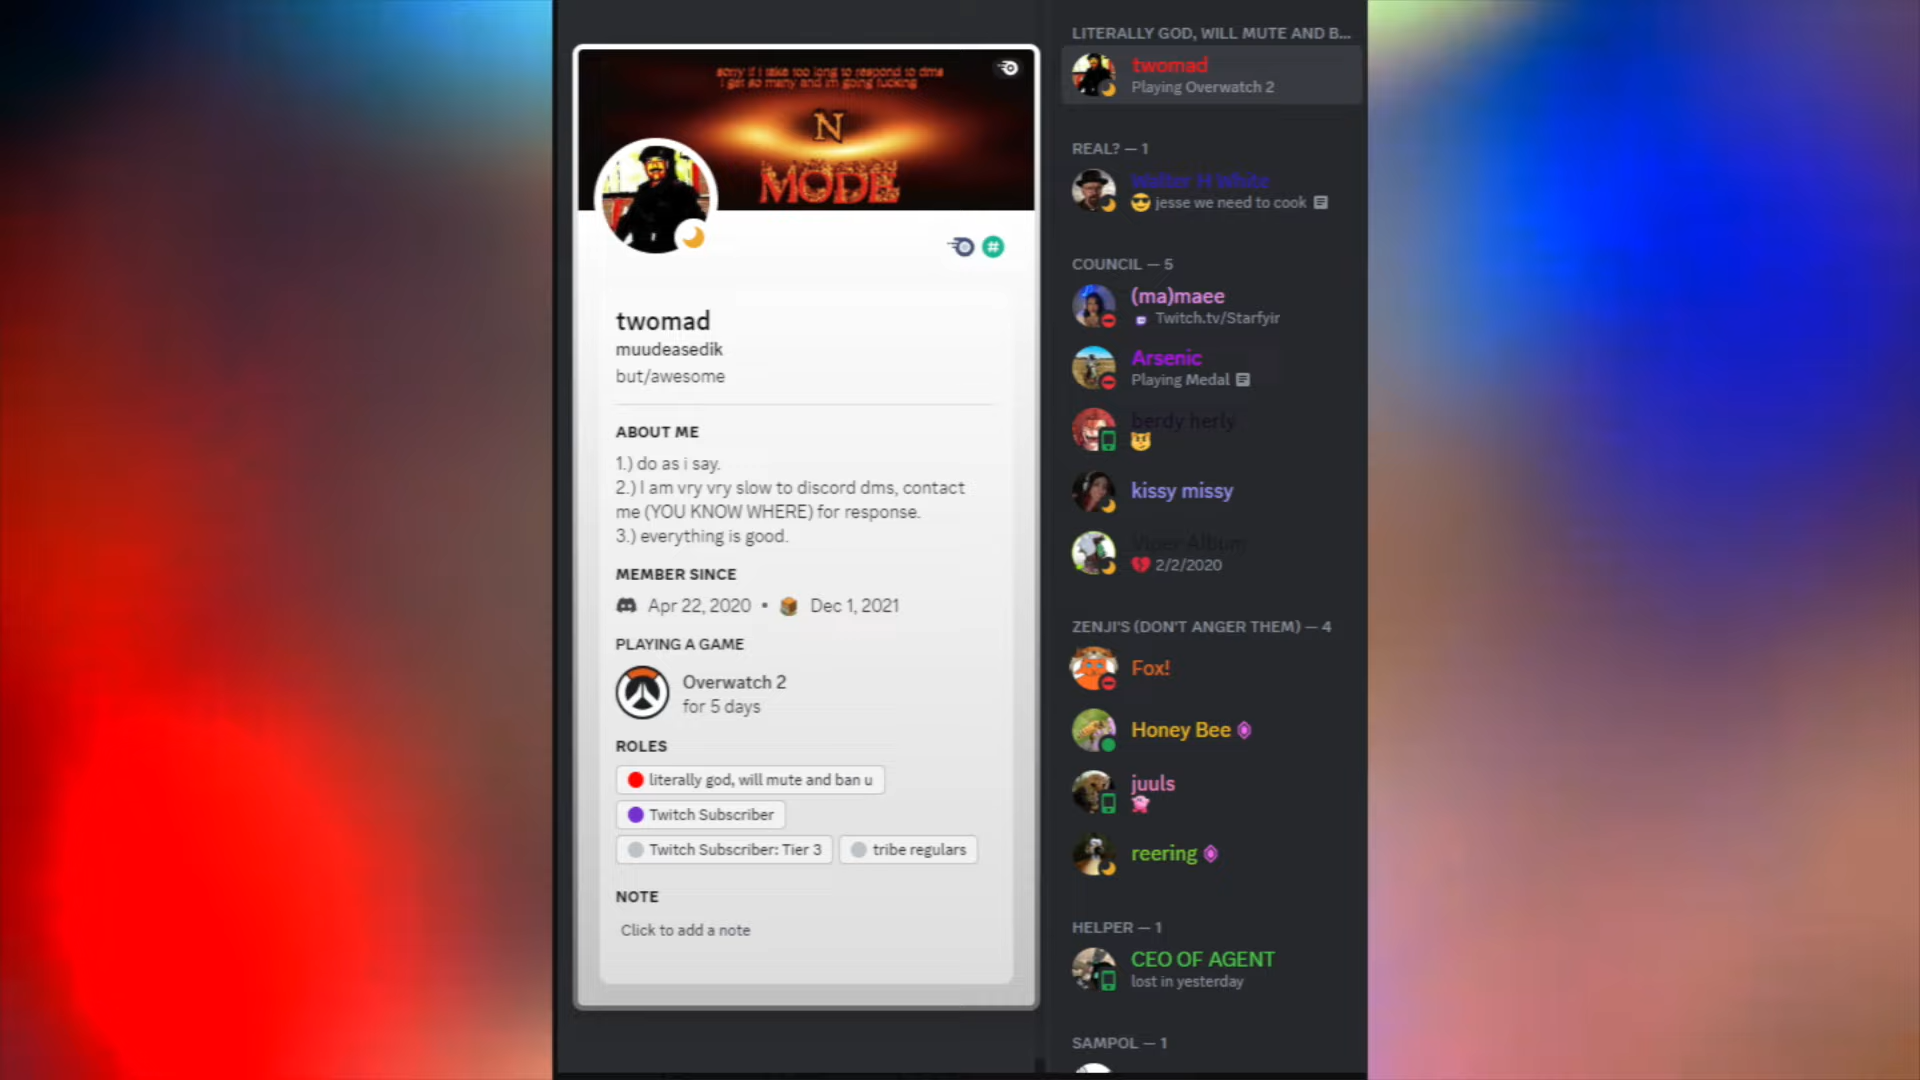 sorry if i take too long to respond to dms
i get so many and im going fucking
N
MODE
twomad
muudeasedik
but/awesome
ABOUT ME
1.) do as i say.
2.) I am vry vry slow to discord dms, contact
me (YOU KNOW WHERE) for response.
3.) everything is good.
MEMBER SINCE
Apr 22, 2020 • Dec 1, 2021
PLAYING A GAME
Overwatch 2
for 5 days
ROLES
literally god, will mute and ban u
Twitch Subscriber
Twitch Subscriber: Tier 3 tribe regulars
NOTE
Click to add a note
LITERALLY GOD, WILL MUTE AND B...
twomad
Playing Overwatch 2
REAL? — 1
Walter H White
😎 jesse we need to cook
COUNCIL — 5
(ma)maee
Twitch.tv/Starfyir
Arsenic
Playing Medal
berdy herly
kissy missy
Album
2/2/2020
ZENJI'S (DON'T ANGER THEM) — 4
Fox!
Honey Bee
juuls
reering
HELPER — 1
CEO OF AGENT
lost in yesterday
SAMPOL — 1